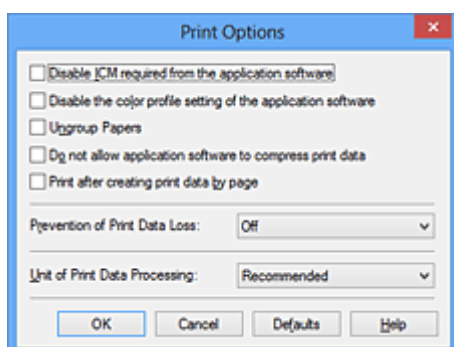 Print Options
Disable ICM required from the application software
Disable the color profile setting of the application software
Ungroup Papers
Do not allow application software to compress print data
Print after creating print data by page
Prevention of Print Data Loss: Off
Unit of Print Data Processing: Recommended
OK Cancel Defaults Help